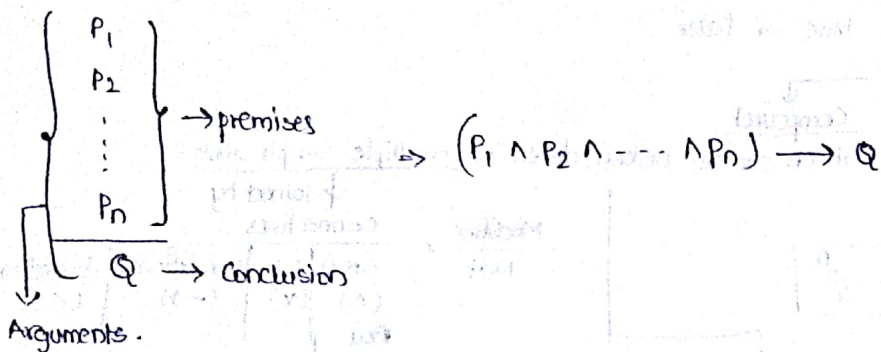 P₁
P₂
⋮
→ premises
Pₙ
⇒ (P₁ ∧ P₂ ∧ --- ∧ Pₙ) → Q
Q → Conclusion
Arguments.